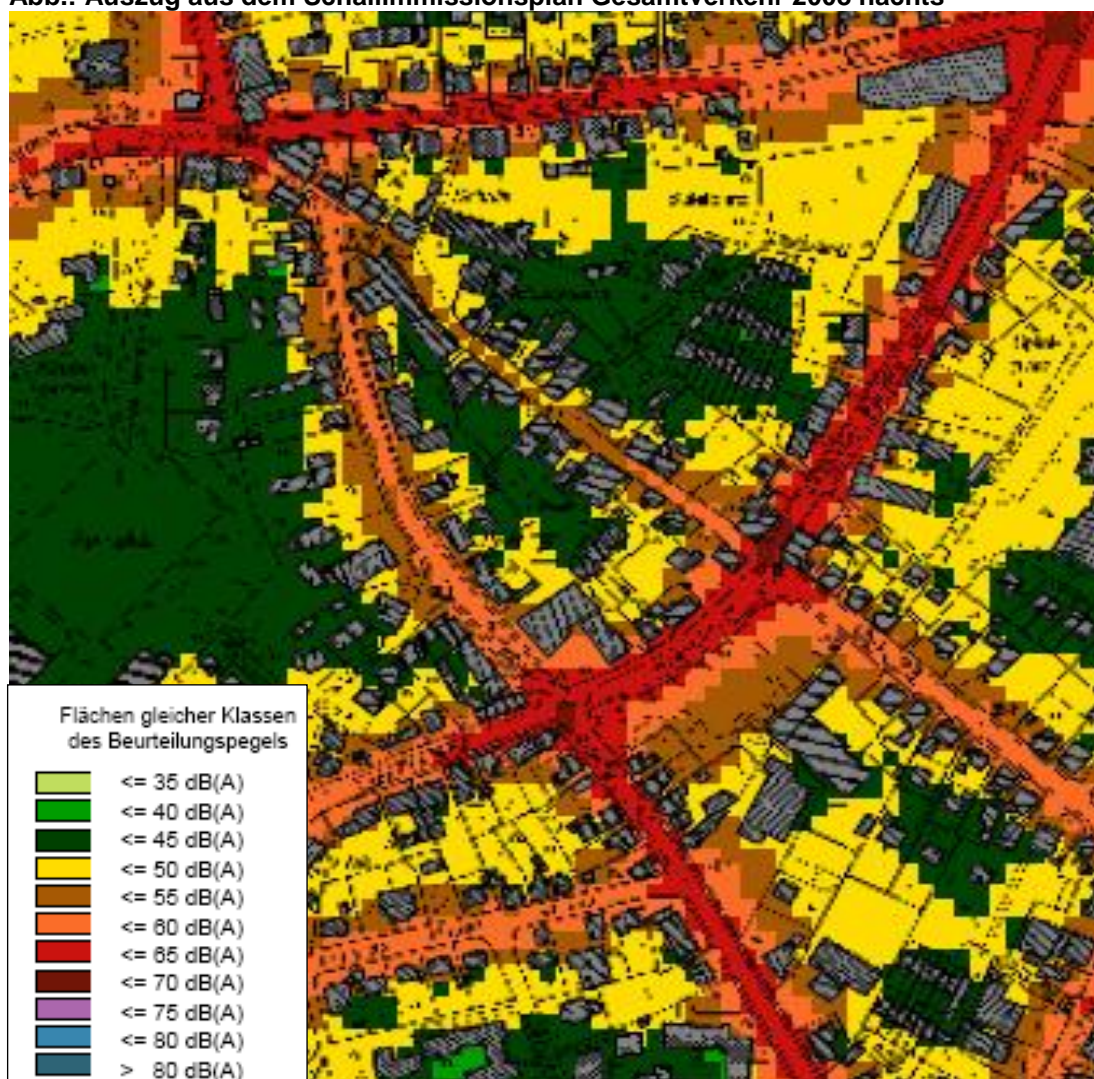 Abb.: Auszug aus dem Schallimmissionsplan Gesamtverkehr 2008 nachts
Flächen gleicher Klassen
des Beurteilungspegels
<= 35 dB(A)
<= 40 dB(A)
<= 45 dB(A)
<= 50 dB(A)
<= 55 dB(A)
<= 60 dB(A)
<= 65 dB(A)
<= 70 dB(A)
<= 75 dB(A)
<= 80 dB(A)
> 80 dB(A)